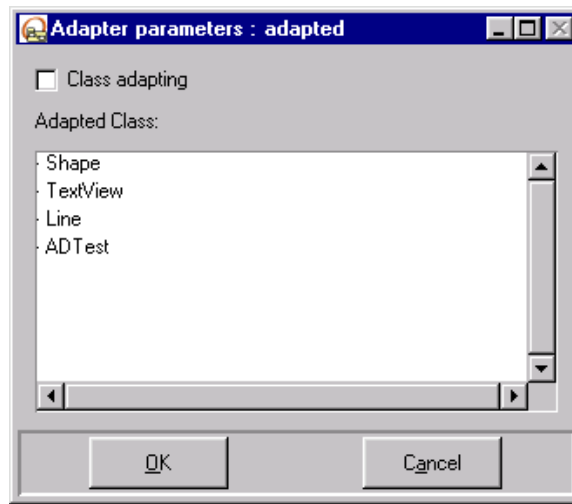 Adapter parameters : adapted
Class adapting
Adapted Class:
Shape
TextView
Line
ADTest
OK
Cancel